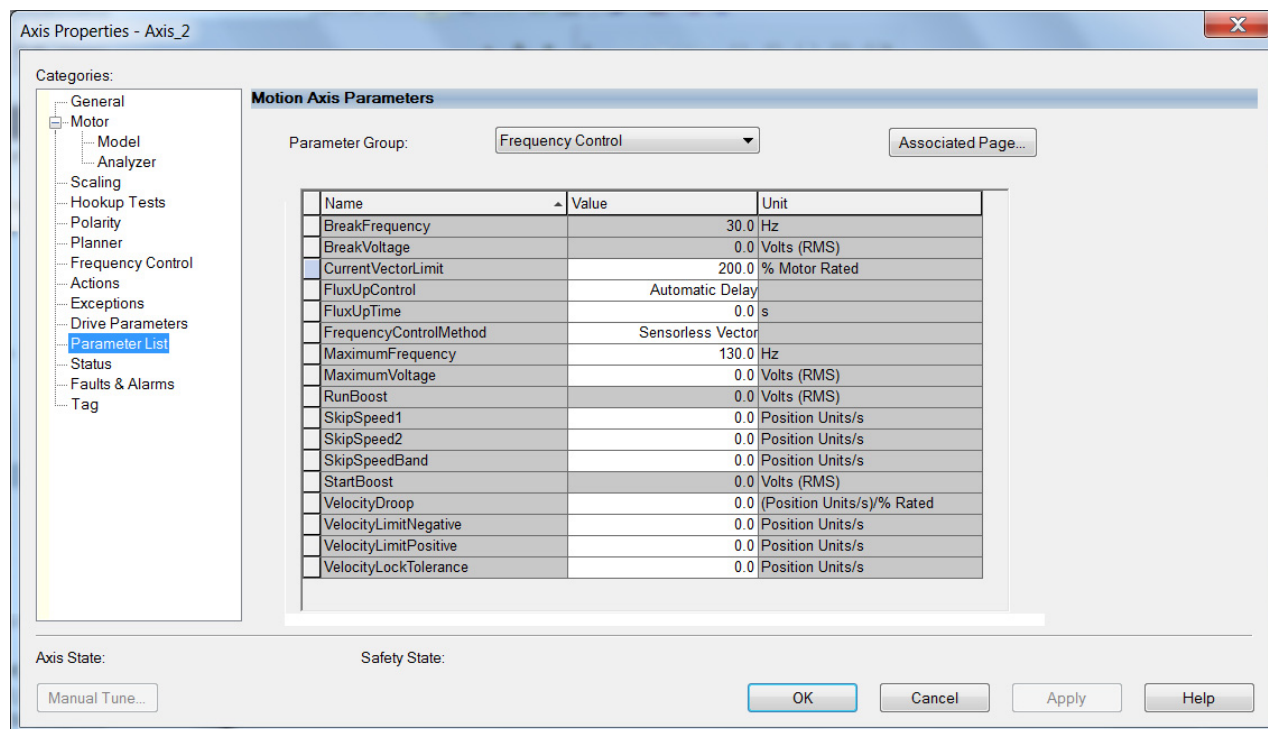 Axis Properties - Axis_2
X
Categories:
General
Motor
Model
Analyzer
Scaling
Hookup Tests
Polarity
Planner
Frequency Control
Actions
Exceptions
Drive Parameters
Parameter List
Status
Faults & Alarms
Tag
Motion Axis Parameters
Parameter Group: Frequency Control Associated Page...
Name Value Unit
BreakFrequency 30.0 Hz
BreakVoltage 0.0 Volts (RMS)
CurrentVectorLimit 200.0 % Motor Rated
FluxUpControl Automatic Delay
FluxUpTime 0.0 s
FrequencyControlMethod Sensorless Vector
MaximumFrequency 130.0 Hz
MaximumVoltage 0.0 Volts (RMS)
RunBoost 0.0 Volts (RMS)
SkipSpeed1 0.0 Position Units/s
SkipSpeed2 0.0 Position Units/s
SkipSpeedBand 0.0 Position Units/s
StartBoost 0.0 Volts (RMS)
VelocityDroop 0.0 (Position Units/s)/% Rated
VelocityLimitNegative 0.0 Position Units/s
VelocityLimitPositive 0.0 Position Units/s
VelocityLockTolerance 0.0 Position Units/s
Axis State: Safety State:
Manual Tune... OK Cancel Apply Help